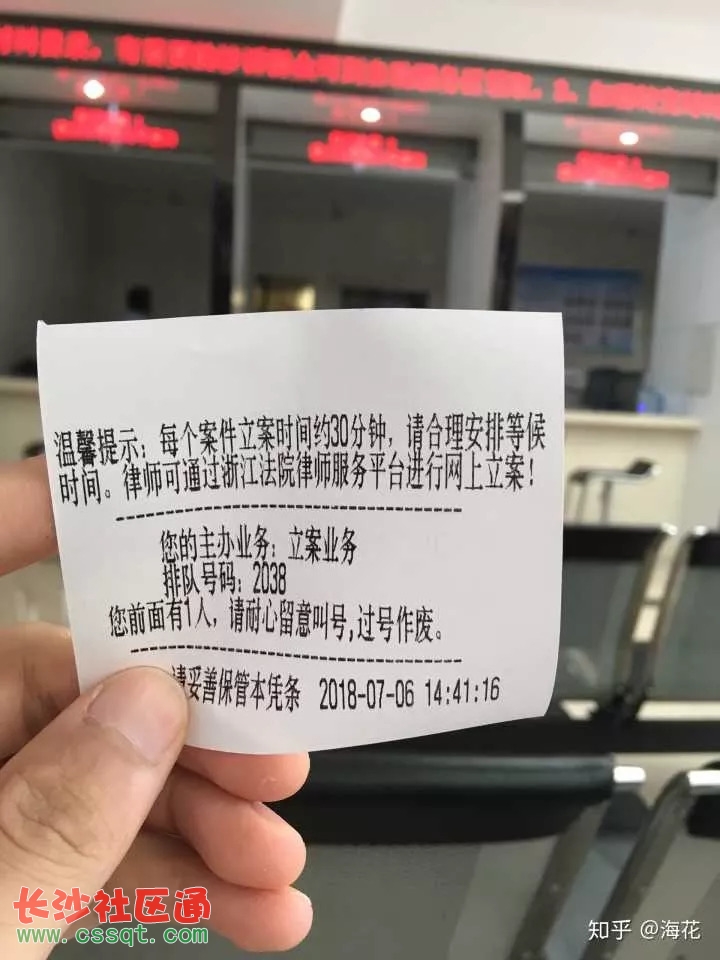 温馨提示：每个案件立案时间约30分钟，请合理安排等候
时间。律师可通过浙江法院律师服务平台进行网上立案！
您的主办业务：立案业务
排队号码：2038
您前面有1人，请耐心留意叫号,过号作废。
请妥善保管本凭条 2018-07-06 14:41:16
长沙社区通
www.cssqt.com
知乎 @海花